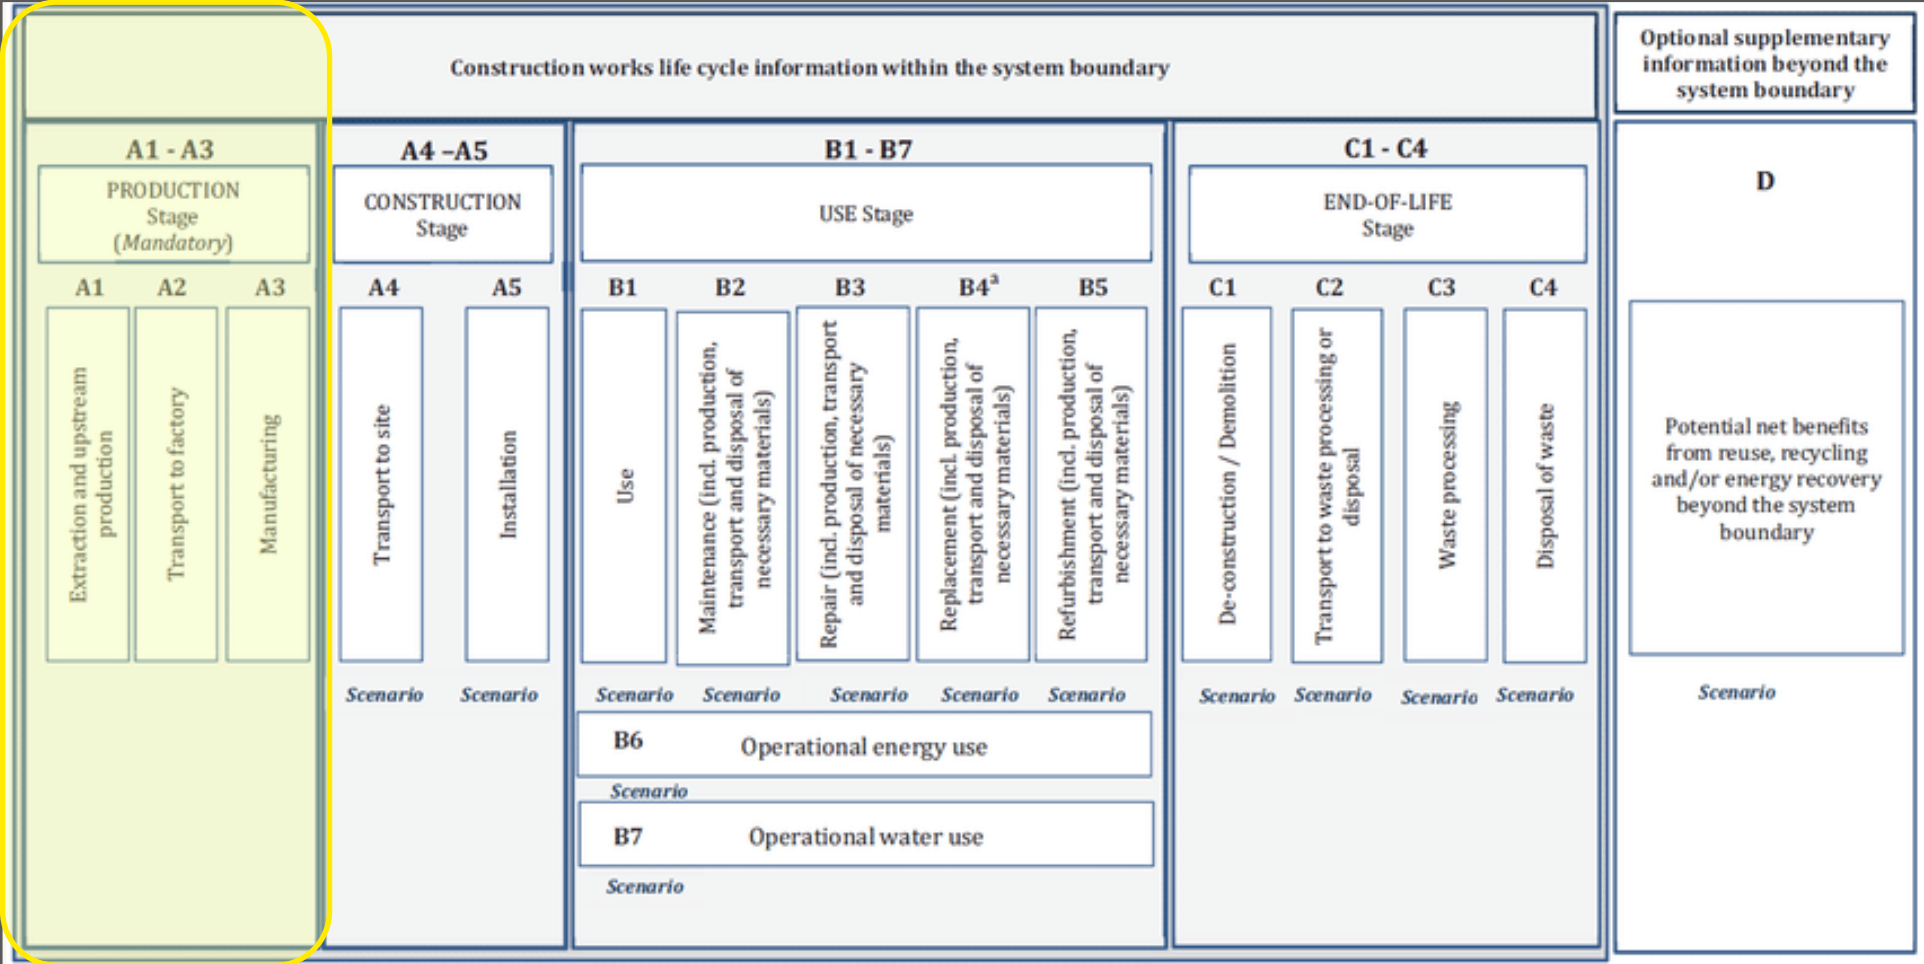 Construction works life cycle information within the system boundary
Optional supplementary
information beyond the
system boundary
A1 - A3
PRODUCTION
Stage
(Mandatory)
A1
A2
A3
Extraction and upstream
production
Transport to factory
Manufacturing
A4 –A5
CONSTRUCTION
Stage
A4
A5
Transport to site
Installation
Scenario
Scenario
B1 - B7
USE Stage
B1
B2
B3
B4ª
B5
Use
Maintenance (incl. production,
transport and disposal of
necessary materials)
Repair (incl. production, transport
and disposal of necessary
materials)
Replacement (incl. production,
transport and disposal of
necessary materials)
Refurbishment (incl. production,
transport and disposal of
necessary materials)
Scenario
Scenario
Scenario
Scenario
Scenario
B6 Operational energy use
Scenario
B7 Operational water use
Scenario
C1 - C4
END-OF-LIFE
Stage
C1
C2
C3
C4
De-construction / Demolition
Transport to waste processing or
disposal
Waste processing
Disposal of waste
Scenario
Scenario
Scenario
Scenario
D
Potential net benefits
from reuse, recycling
and/or energy recovery
beyond the system
boundary
Scenario